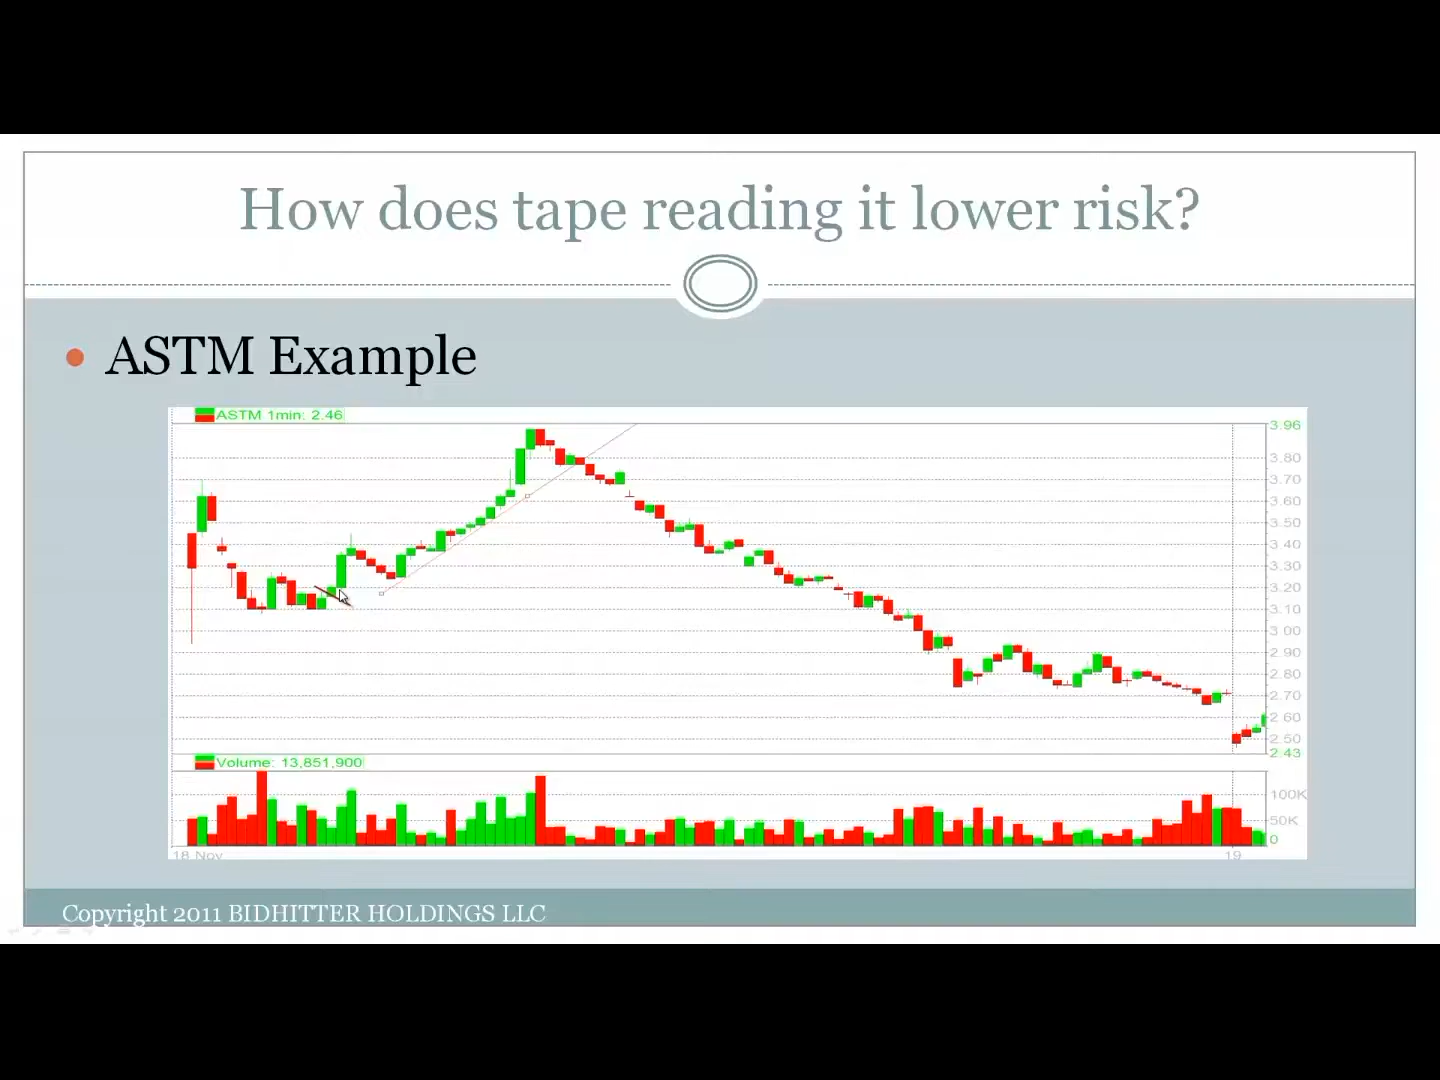 How does tape reading it lower risk?
ASTM Example
ASTM 1min: 2.46
3.96
3.80
3.70
3.60
3.50
3.40
3.30
3.20
3.10
3.00
2.90
2.80
2.70
2.60
2.50
2.43
Volume: 13,851,900
100K
50K
0
18 Nov
19
Copyright 2011 BIDHITTER HOLDINGS LLC